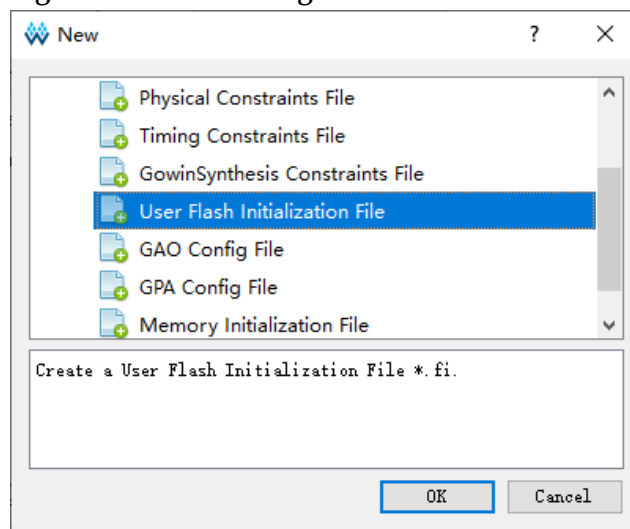 New
?
Physical Constraints File
Timing Constraints File
GowinSynthesis Constraints File
User Flash Initialization File
GAO Config File
GPA Config File
Memory Initialization File
Create a User Flash Initialization File *.fi.
OK Cancel